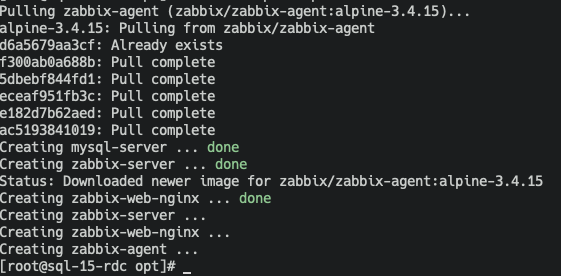 Pulling zabbix-agent (zabbix/zabbix-agent:alpine-3.4.15)...
alpine-3.4.15: Pulling from zabbix/zabbix-agent
d6a5679aa3cf: Already exists
f300ab0a688b: Pull complete
5dbebf844fd1: Pull complete
eceaf951fb3c: Pull complete
e182d7b62aed: Pull complete
ac5193841019: Pull complete
Creating mysql-server ... done
Creating zabbix-server ... done
Status: Downloaded newer image for zabbix/zabbix-agent:alpine-3.4.15
Creating zabbix-web-nginx ... done
Creating zabbix-server ...
Creating zabbix-web-nginx ...
Creating zabbix-agent ...
[root@sql-15-rdc opt]# _